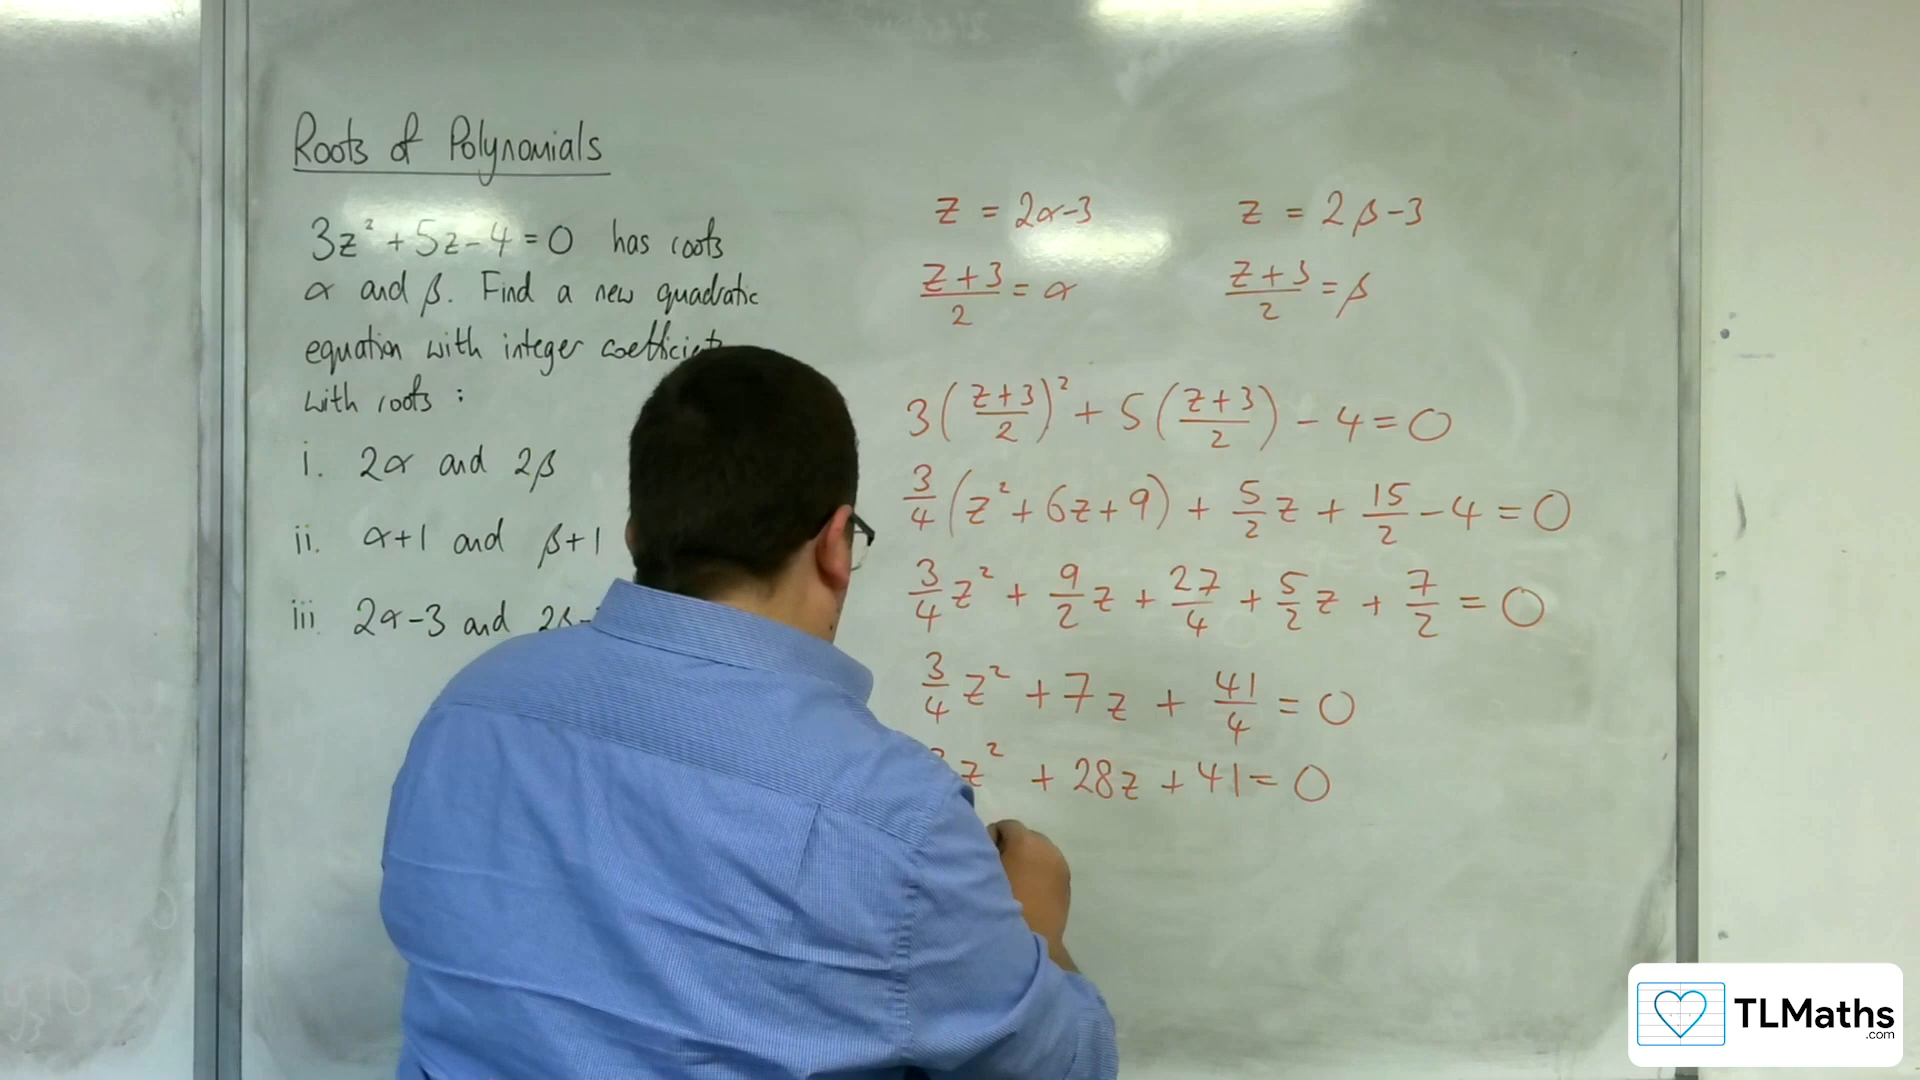 Roots of Polynomials
3z² + 5z - 4 = 0 has roots
α and β. Find a new quadratic
equation with integer coefficient
with roots :
i. 2α and 2β
ii. α+1 and β+1
iii. 2α-3 and 2β-
z = 2α-3
z+3/2 = α
z = 2β-3
z+3/2 = β
3(z+3/2)² + 5(z+3/2) - 4 = 0
3/4(z² + 6z + 9) + 5/2 z + 15/2 - 4 = 0
3/4 z² + 9/2 z + 27/4 + 5/2 z + 7/2 = 0
3/4 z² + 7z + 41/4 = 0
z² + 28z + 41 = 0
TLMaths
.com